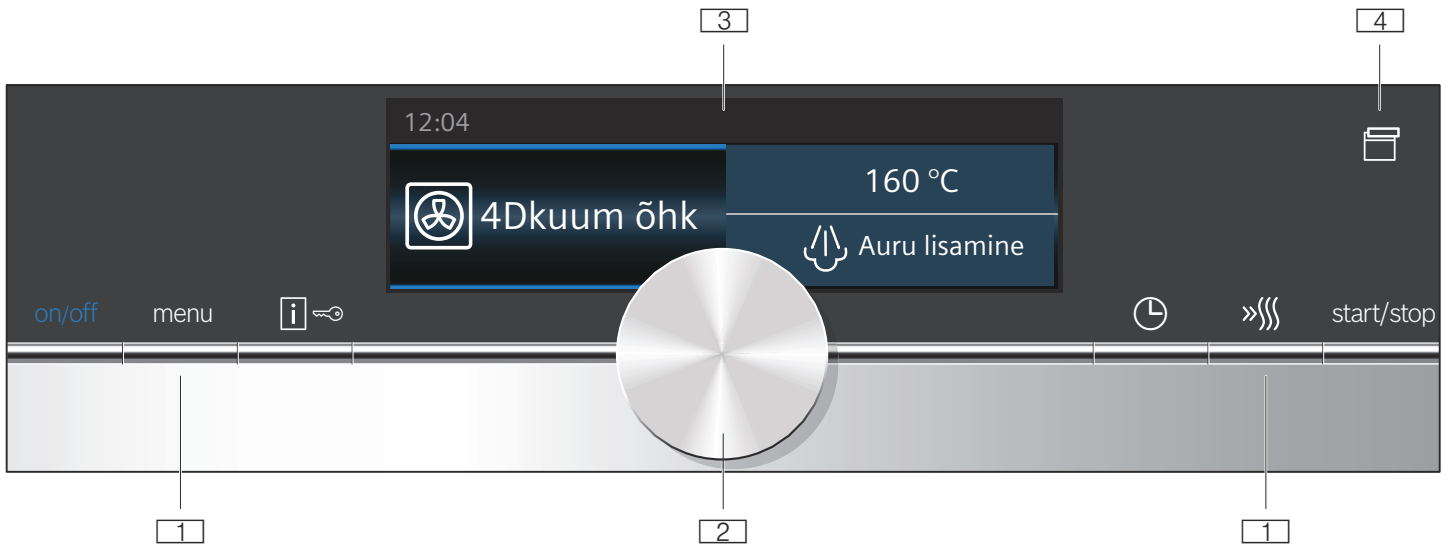 3 4
12:04
160 °C
4Dkuum õhk
Auru lisamine
on/off menu i start/stop
1 2 1